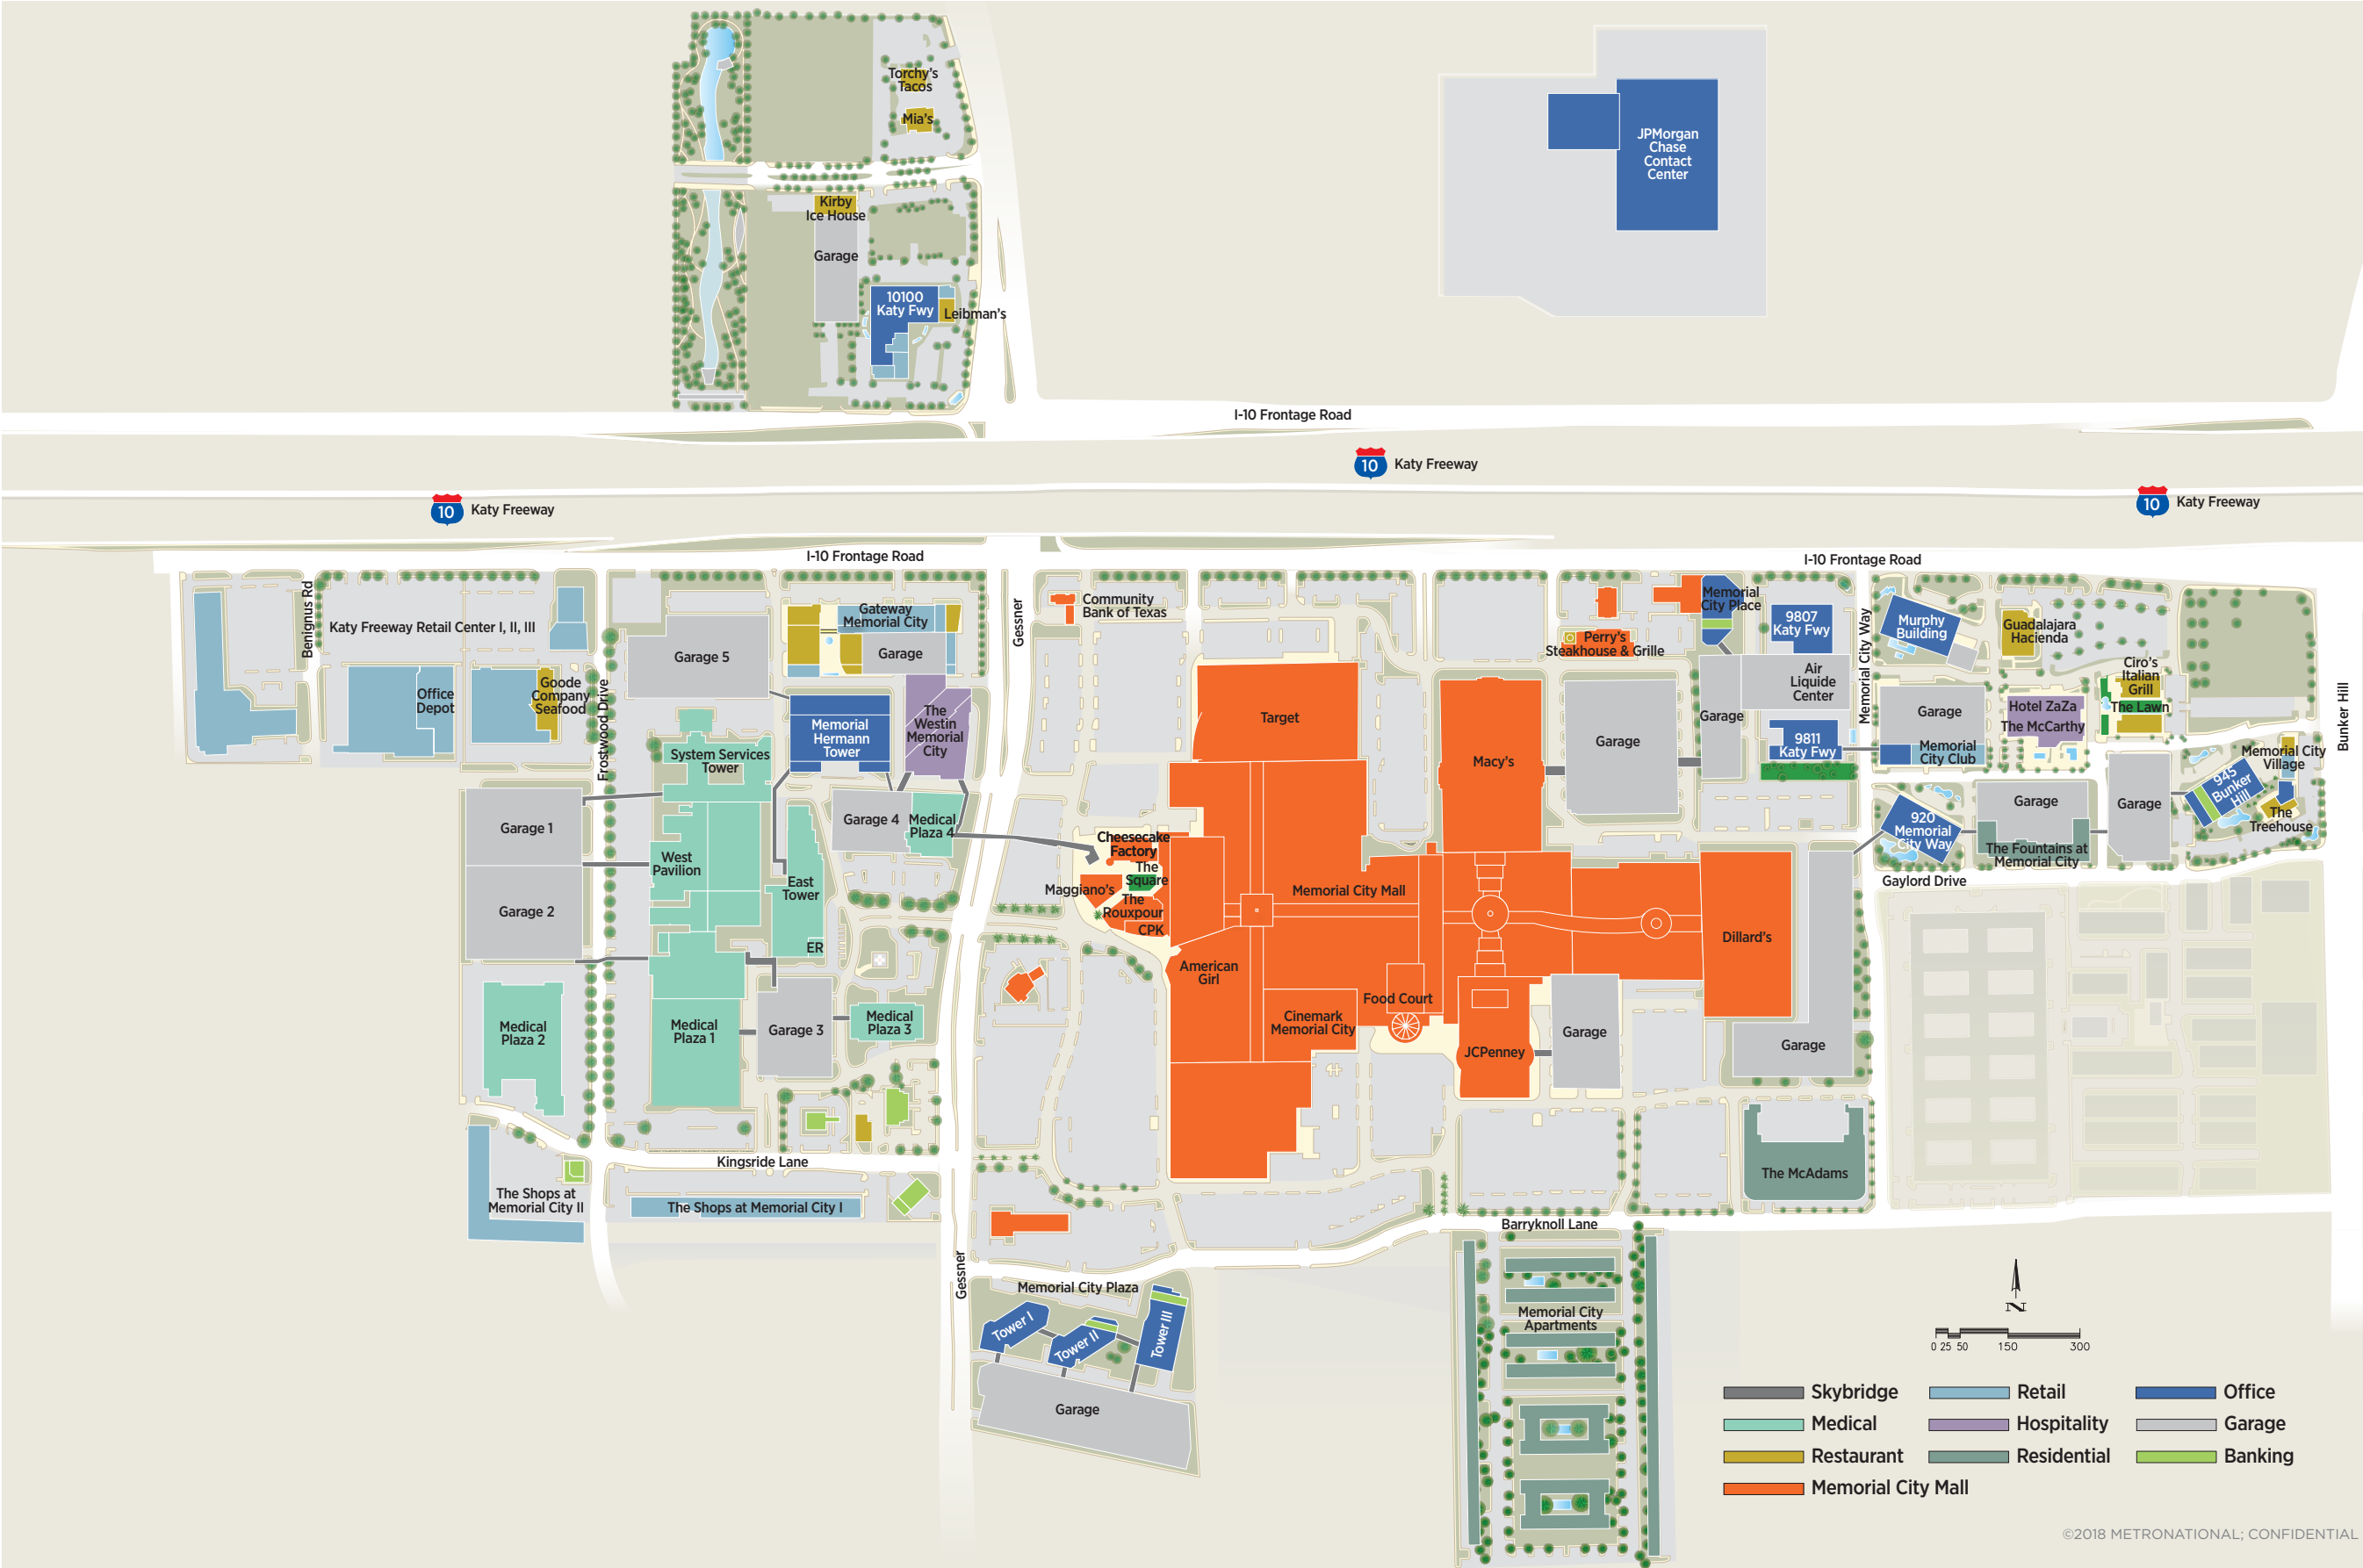 Torchy's
Tacos
Mia's
JPMorgan
Chase
Contact
Center
Kirby
Ice House
Garage
10100
Katy Fwy
Leibman's
I-10 Frontage Road
10 Katy Freeway
10 Katy Freeway
10 Katy Freeway
I-10 Frontage Road
I-10 Frontage Road
Benignus Rd
Katy Freeway Retail Center I, II, III
Office
Depot
Goode
Company
Seafood
Frostwood Drive
Garage 5
Gateway
Memorial City
Garage
Memorial
Hermann
Tower
The
Westin
Memorial
City
System Services
Tower
Garage 4
Medical
Plaza 4
Garage 1
Garage 2
West
Pavilion
East
Tower
ER
Medical
Plaza 2
Medical
Plaza 1
Garage 3
Medical
Plaza 3
Kingsride Lane
The Shops at
Memorial City II
The Shops at Memorial City I
Gessner
Gessner
Community
Bank of Texas
Target
Macy's
Garage
Perry's
Steakhouse & Grille
Memorial
City Place
9807
Katy Fwy
Air
Liquide
Center
Garage
9811
Katy Fwy
Memorial City Way
Murphy
Building
Guadalajara
Hacienda
Ciro's
Italian
Grill
The Lawn
Hotel ZaZa
The McCarthy
Garage
Memorial
City Club
Memorial City
Village
945
Bunker
Hill
The
Treehouse
Bunker Hill
Garage
Garage
920
Memorial
City Way
The Fountains at
Memorial City
Gaylord Drive
Cheesecake
Factory
The
Square
Maggiano's
The
Rouxpour
CPK
Memorial City Mall
American
Girl
Cinemark
Memorial City
Food Court
JCPenney
Garage
Dillard's
Garage
The McAdams
Barryknoll Lane
Memorial City Plaza
Tower I
Tower II
Tower III
Garage
Memorial City
Apartments
N
0 25 50 150 300
Skybridge
Retail
Office
Medical
Hospitality
Garage
Restaurant
Residential
Banking
Memorial City Mall
©2018 METRONATIONAL; CONFIDENTIAL